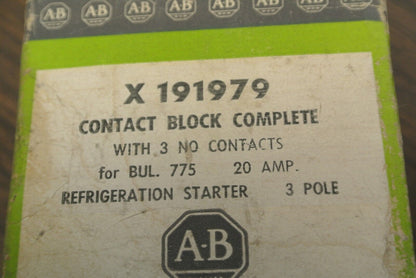 AB AB AB AB AB AB AB AB
X 191979
CONTACT BLOCK COMPLETE
WITH 3 NO CONTACTS
for BUL. 775 20 AMP.
REFRIGERATION STARTER 3 POLE
A-B